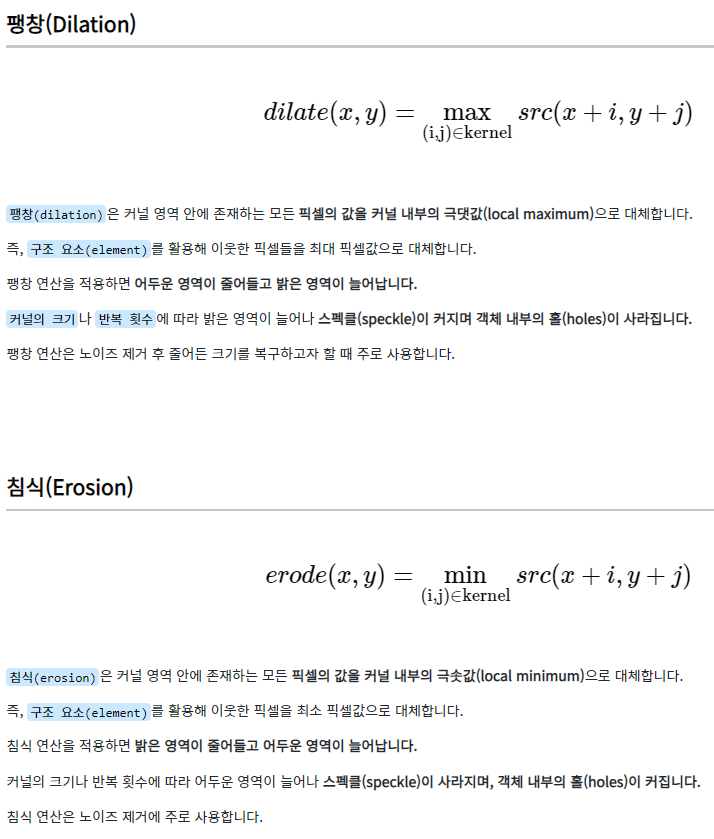 팽창(Dilation)
dilate(x, y) = max src(x + i, y + j)
(i,j)∈kernel
팽창(dilation)은 커널 영역 안에 존재하는 모든 픽셀의 값을 커널 내부의 극댓값(local maximum)으로 대체합니다.
즉, 구조 요소(element)를 활용해 이웃한 픽셀들을 최대 픽셀값으로 대체합니다.
팽창 연산을 적용하면 어두운 영역이 줄어들고 밝은 영역이 늘어납니다.
커널의 크기나 반복 횟수에 따라 밝은 영역이 늘어나 스펙클(speckle)이 커지며 객체 내부의 홀(holes)이 사라집니다.
팽창 연산은 노이즈 제거 후 줄어든 크기를 복구하고자 할 때 주로 사용합니다.
침식(Erosion)
erode(x, y) = min src(x + i, y + j)
(i,j)∈kernel
침식(erosion)은 커널 영역 안에 존재하는 모든 픽셀의 값을 커널 내부의 극솟값(local minimum)으로 대체합니다.
즉, 구조 요소(element)를 활용해 이웃한 픽셀을 최소 픽셀값으로 대체합니다.
침식 연산을 적용하면 밝은 영역이 줄어들고 어두운 영역이 늘어납니다.
커널의 크기나 반복 횟수에 따라 어두운 영역이 늘어나 스펙클(speckle)이 사라지며, 객체 내부의 홀(holes)이 커집니다.
침식 연산은 노이즈 제거에 주로 사용합니다.